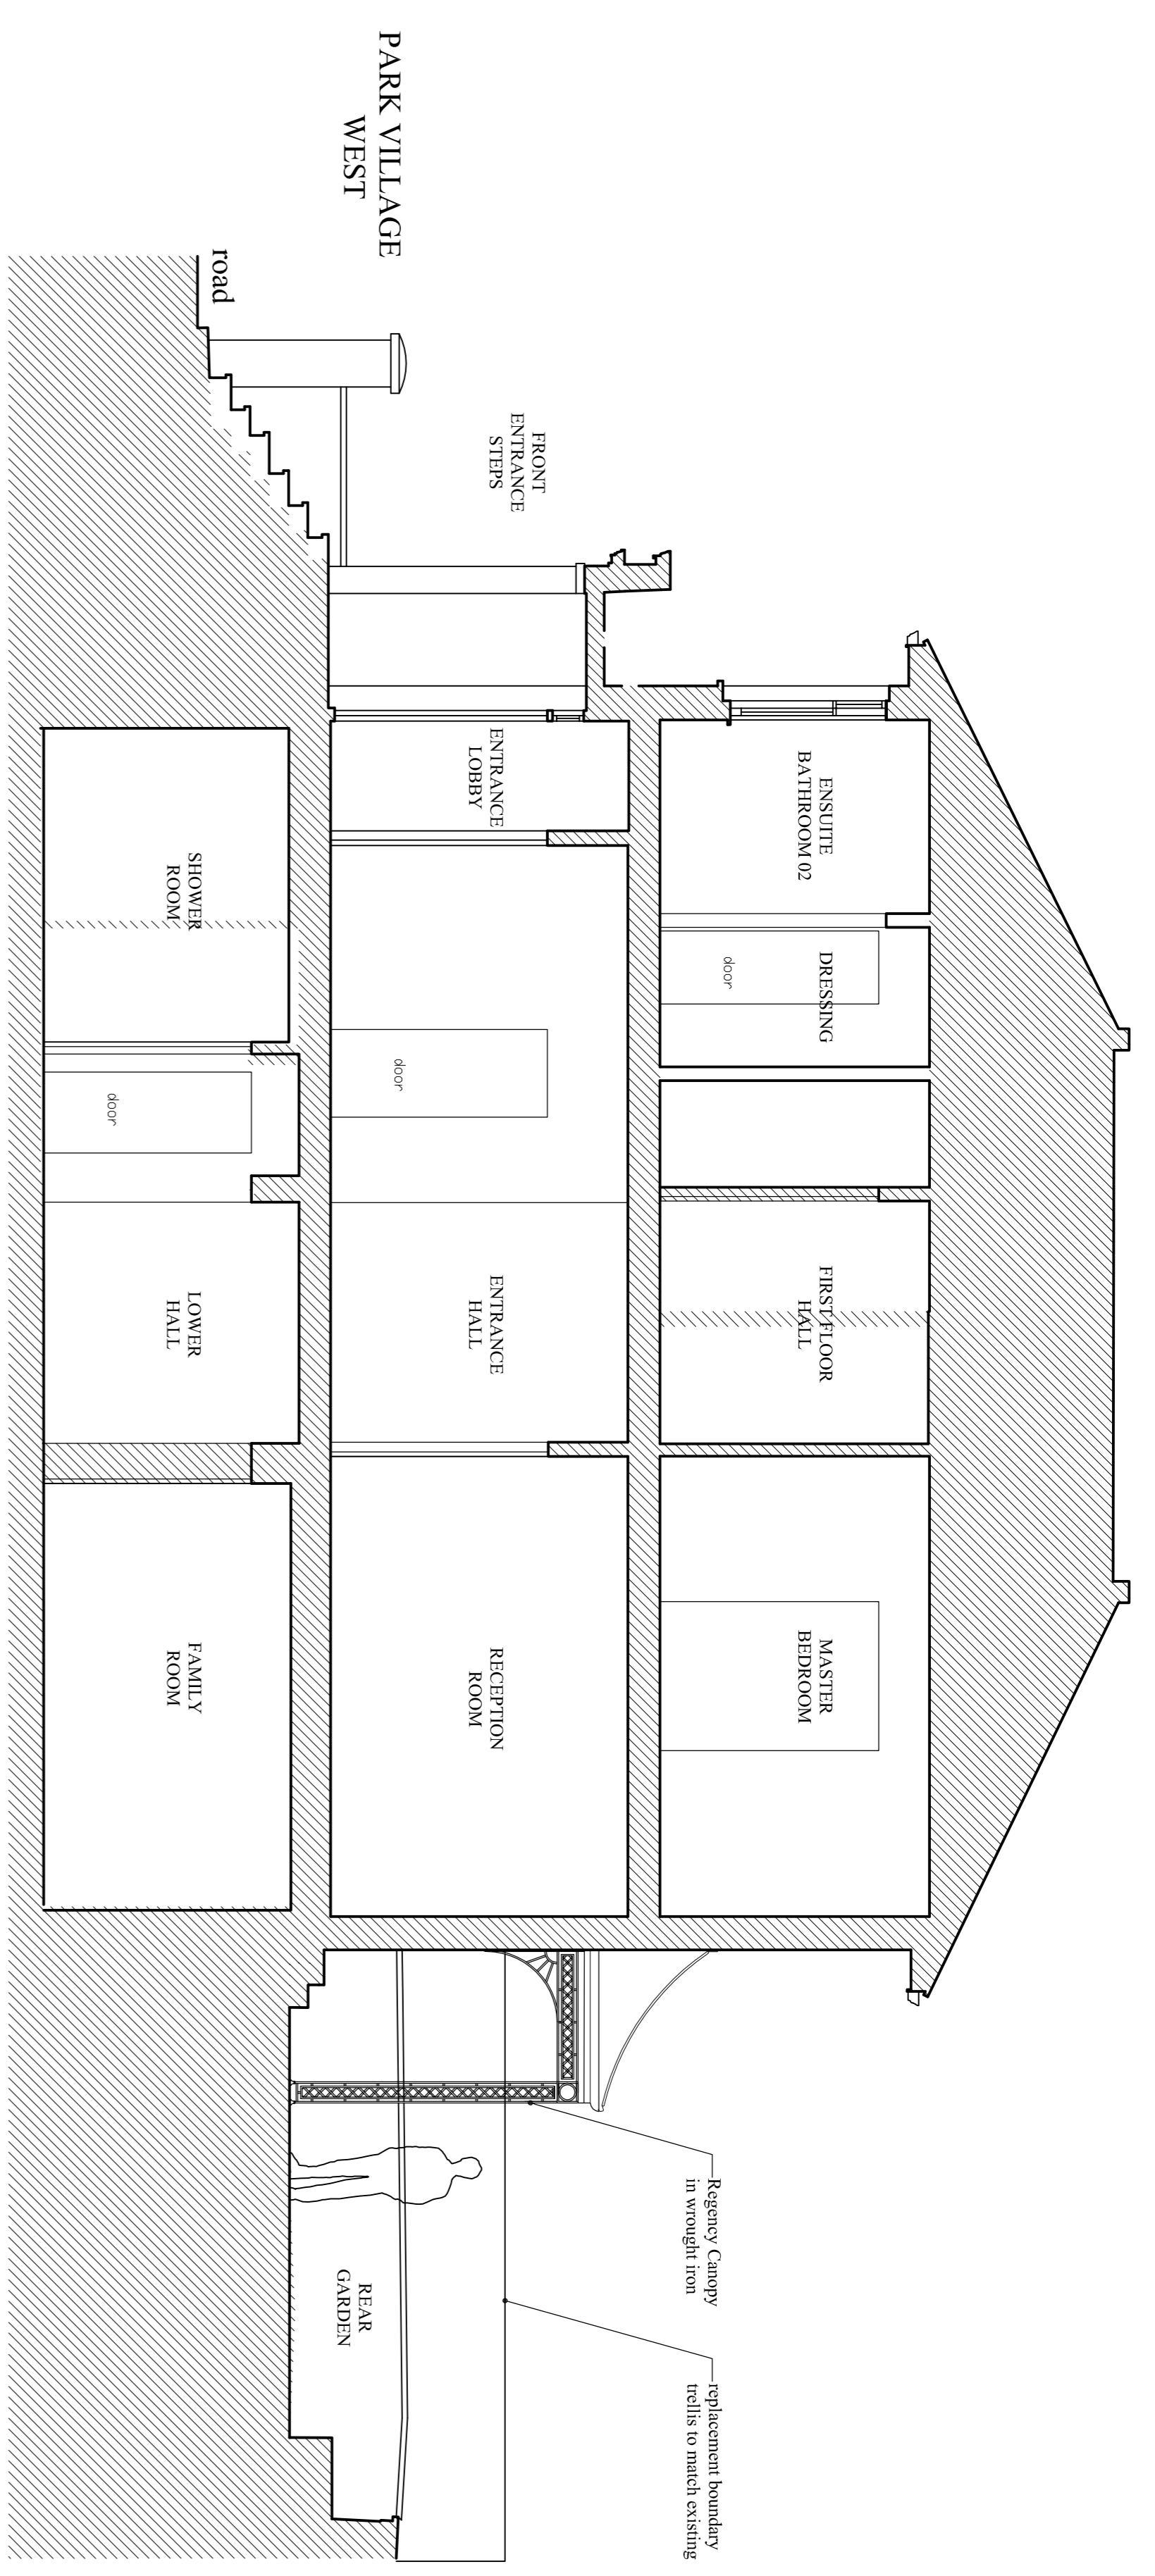 PARK VILLAGE
WEST
road
FRONT
ENTRANCE
STEPS
ENSUITE
BATHROOM 02
DRESSING
door
FIRST FLOOR
HALL
MASTER
BEDROOM
ENTRANCE
LOBBY
door
ENTRANCE
HALL
RECEPTION
ROOM
SHOWER
ROOM
door
LOWER
HALL
FAMILY
ROOM
Regency Canopy
in wrought iron
replacement boundary
trellis to match existing
REAR
GARDEN